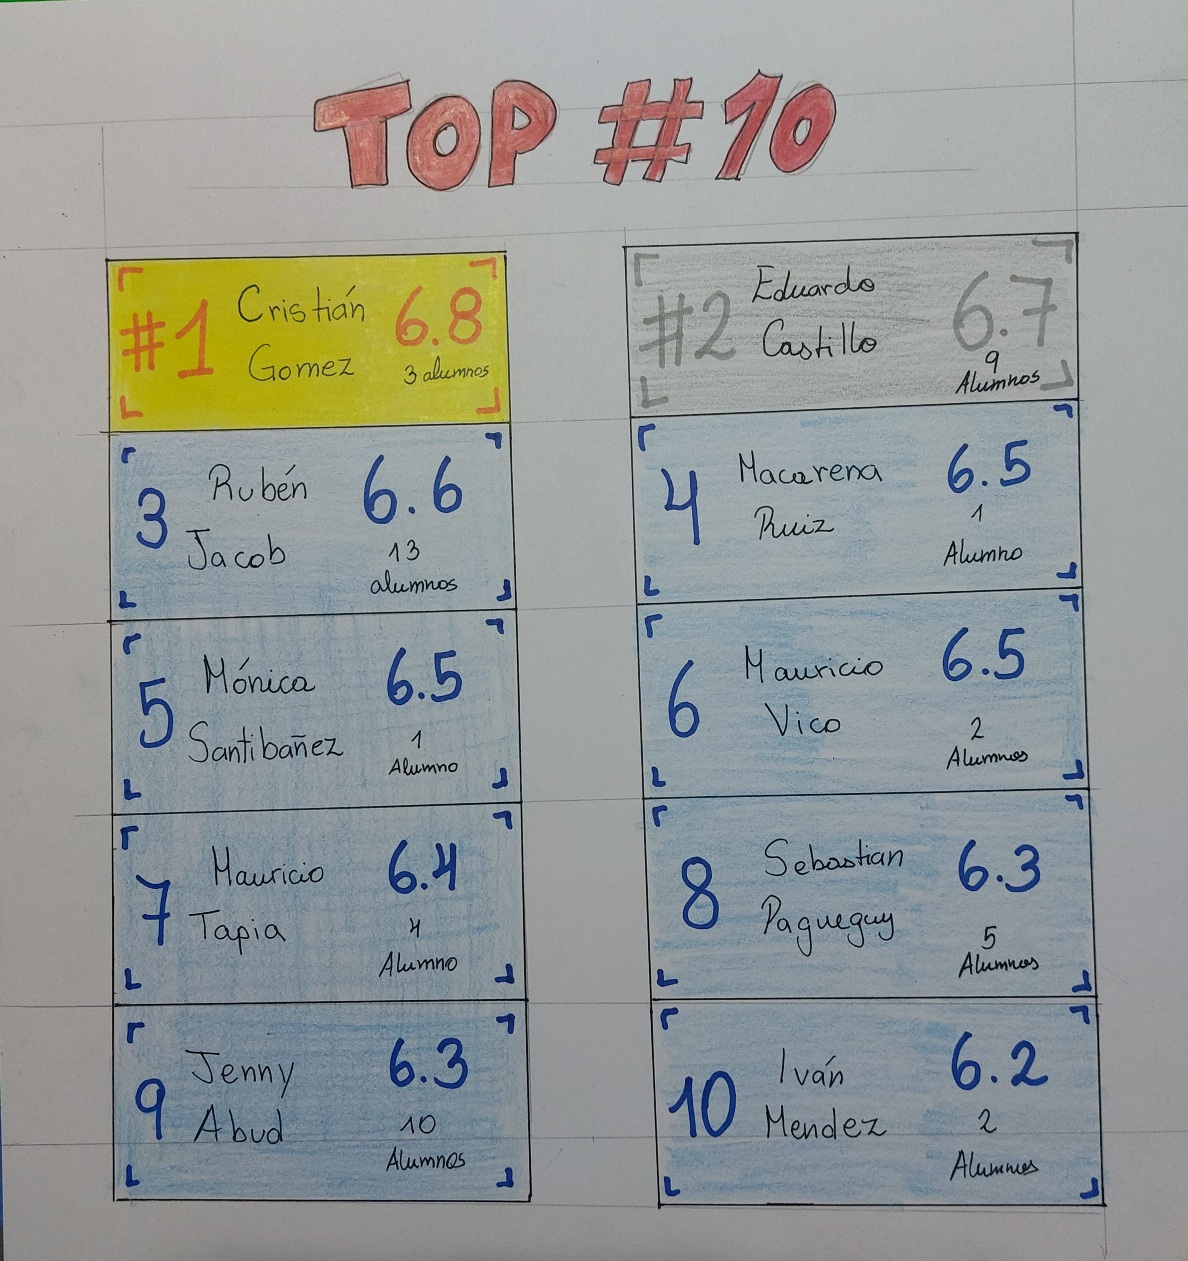 TOP #10
#1 Cristián 6.8
Gomez 3 alumnos
#2 Eduardo 6.7
Castillo 9
Alumnos
3 Rubén 6.6
Jacob 13
alumnos
4 Macarena 6.5
Ruiz 1
Alumno
5 Mónica 6.5
Santibañez 1
Alumno
6 Mauricio 6.5
Vico 2
Alumnos
7 Mauricio 6.4
Tapia 4
Alumno
8 Sebastian 6.3
Pagueguy 5
Alumnos
9 Jenny 6.3
Abud 10
Alumnos
10 Iván 6.2
Mendez 2
Alumnos